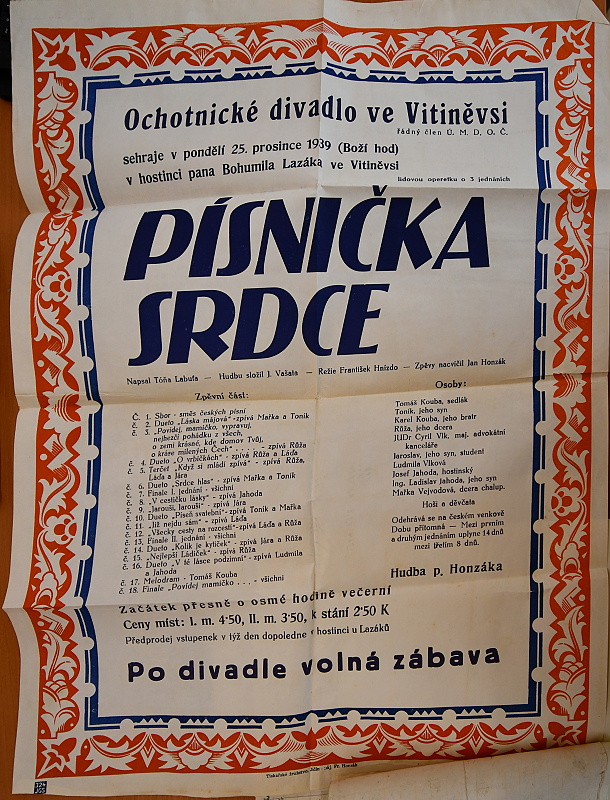 Ochotnické divadlo ve Vitiněvsi
řádný člen Ú. M. D. O. Č.
sehraje v pondělí 25. prosince 1939 (Boží hod)
v hostinci pana Bohumila Lazáka ve Vitiněvsi
lidovou operetku o 3 jednáních
PÍSNIČKA
SRDCE
Napsal Tóňa Labuťa — Hudbu složil J. Vašata — Režie František Hnízdo — Zpěvy nacvičil Jan Honzák
Zpěvní část:
Č. 1. Sbor - směs českých písní
č. 2. Dueto „Láska májová“ - zpívá Mařka a Toník
č. 3. „Povídej, mamičko, vypravuj,
nejhezčí pohádku z všech,
o zemi krásné, kde domov Tvůj,
o kráse milených Čech“ . . . - zpívá Růža
č. 4. Dueto „O vrbičkách“ - zpívá Růža a Láďa
č. 5. Terčet „Když si mládí zpívá“ - zpívá Růža,
Láďa a Jára
č. 6. Dueto „Srdce hlas“ - zpívá Mařka a Toník
č. 7. Finale I. jednání - všichni
č. 8. „V cestičku lásky“ - zpívá Jahoda
č. 9. „Jarouši, Jarouši“ - zpívá Jára
č. 10. Dueto „Píseň svatební“ - zpívá Toník a Mařka
č. 11. „Již nejdu sám“ - zpívá Láďa
č. 12. „Všecky cesty na rozcestí“ - zpívá Láďa a Růža
č. 13. Finale II. jednání - všichni
č. 14. Dueto „Kolik je kytiček“ - zpívá Jára a Růža
č. 15. „Nejlepší Ládíček“ - zpívá Růža
č. 16. Dueto „V té lásce podzimní“ - zpívá Ludmila
a Jahoda
č. 17. Melodram - Tomáš Kouba
č. 18. Finale „Povídej mamičko . . . . všichni
Osoby:
Tomáš Kouba, sedlák
Toník, jeho syn
Karel Kouba, jeho bratr
Růža, jeho dcera
JUDr Cyril Vlk, maj. advokátní
kanceláře
Jaroslav, jeho syn, student
Ludmila Vlková
Josef Jahoda, hostinský
Ing. Ladislav Jahoda, jeho syn
Mařka Vejvodová, dcera chalup.
Hoši a děvčata
Odehrává se na českém venkově
Dobu přítomná — Mezi prvním
a druhým jednáním uplyne 14 dnů
mezi třetím 8 dnů.
Hudba p. Honzáka
Začátek přesně o osmé hodině večerní
Ceny míst: I. m. 4·50, II. m. 3·50, k stání 2·50 K
Předprodej vstupenek v týž den dopoledne v hostinci u Lazáků
Po divadle volná zábava